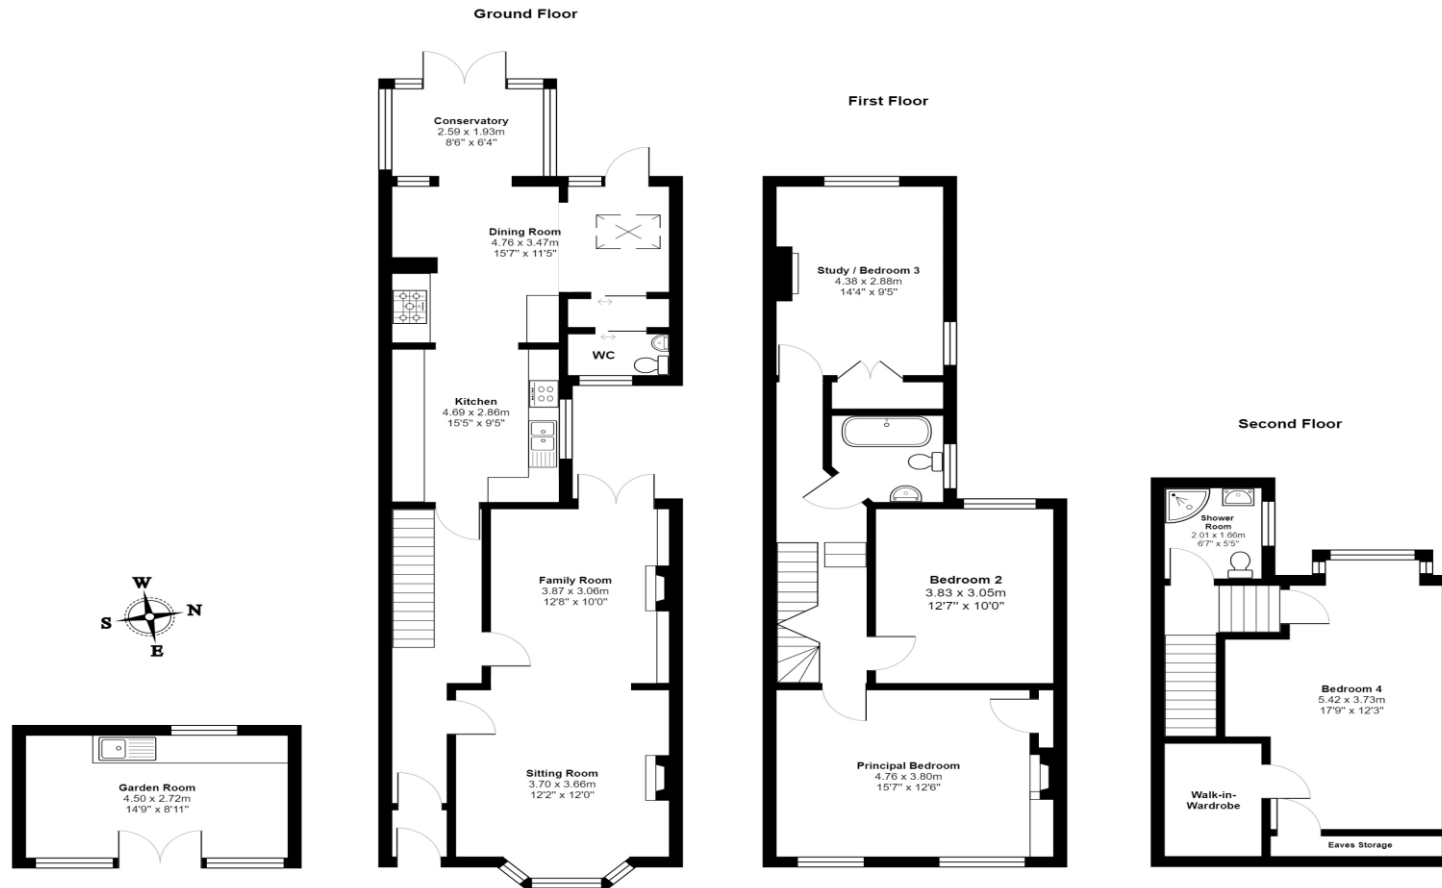 Ground Floor
Conservatory
2.59 x 1.93m
8'6" x 6'4"
Dining Room
4.76 x 3.47m
15'7" x 11'5"
WC
Kitchen
4.69 x 2.86m
15'5" x 9'5"
Family Room
3.87 x 3.06m
12'8" x 10'0"
Sitting Room
3.70 x 3.66m
12'2" x 12'0"
W
S
N
E
Garden Room
4.50 x 2.72m
14'9" x 8'11"
First Floor
Study / Bedroom 3
4.38 x 2.88m
14'4" x 9'5"
Bedroom 2
3.83 x 3.05m
12'7" x 10'0"
Principal Bedroom
4.76 x 3.80m
15'7" x 12'6"
Second Floor
Shower
Room
2.01 x 1.66m
6'7" x 5'5"
Bedroom 4
5.42 x 3.73m
17'9" x 12'3"
Walk-in-
Wardrobe
Eaves Storage